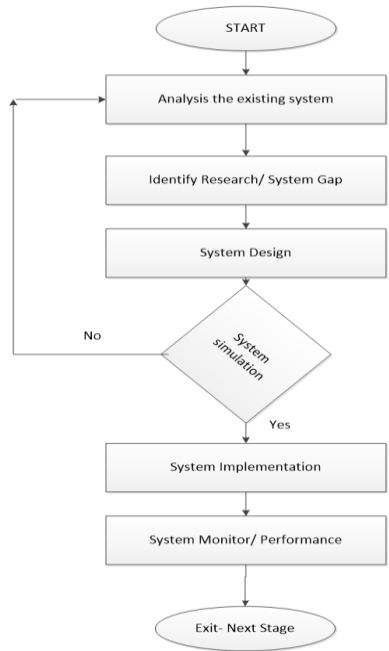 START
Analysis the existing system
Identify Research/ System Gap
System Design
System
simulation
No
Yes
System Implementation
System Monitor/ Performance
Exit- Next Stage